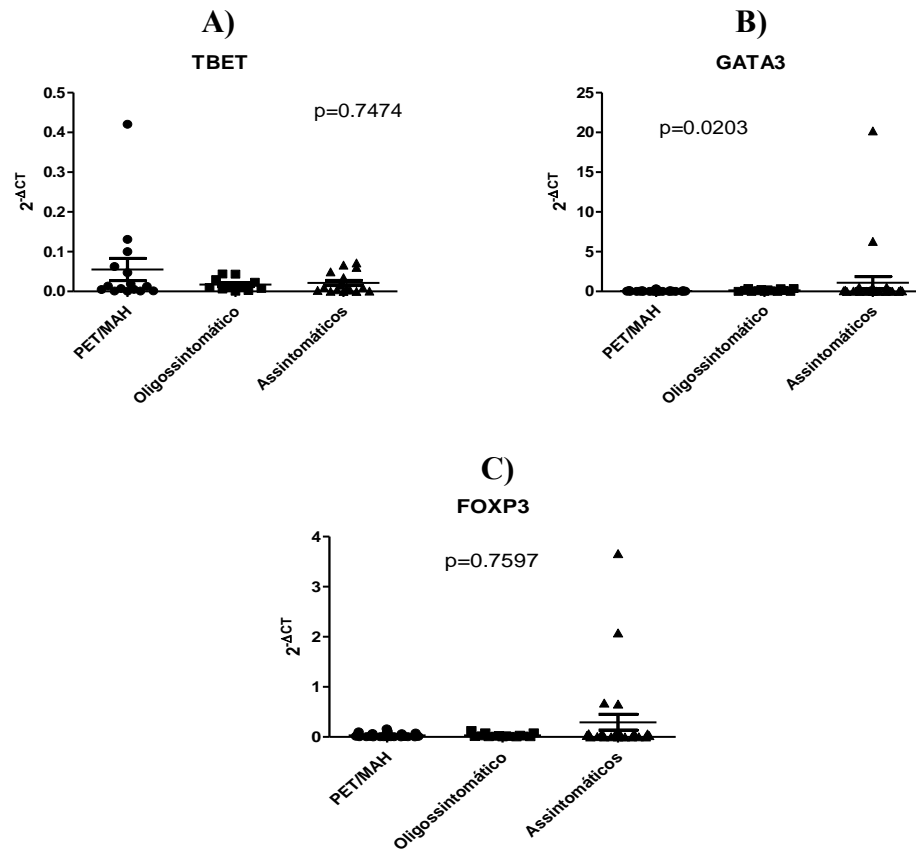 A)
TBET
0.5
0.4
0.3
0.2
0.1
0.0
2-ΔCT
p=0.7474
PET/MAH
Oligossintomático
Assintomáticos
B)
GATA3
25
20
15
10
5
0
2-ΔCT
p=0.0203
PET/MAH
Oligossintomático
Assintomáticos
C)
FOXP3
4
3
2
1
0
2-ΔCT
p=0.7597
PET/MAH
Oligossintomático
Assintomáticos